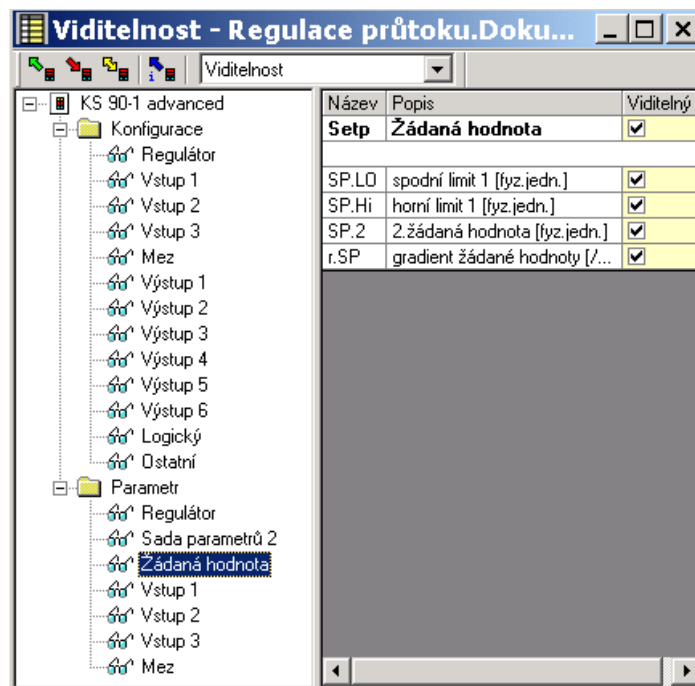 Viditelnost - Regulace průtoku.Doku...
Viditelnost
KS 90-1 advanced
Konfigurace
Regulátor
Vstup 1
Vstup 2
Vstup 3
Mez
Výstup 1
Výstup 2
Výstup 3
Výstup 4
Výstup 5
Výstup 6
Logický
Ostatní
Parametr
Regulátor
Sada parametrů 2
Žádaná hodnota
Vstup 1
Vstup 2
Vstup 3
Mez
Název Popis Viditelný
Setp Žádaná hodnota
SP.LO spodní limit 1 [fyz.jedn.]
SP.Hi horní limit 1 [fyz.jedn.]
SP.2 2.žádaná hodnota [fyz.jedn.]
r.SP gradient žádané hodnoty [/...